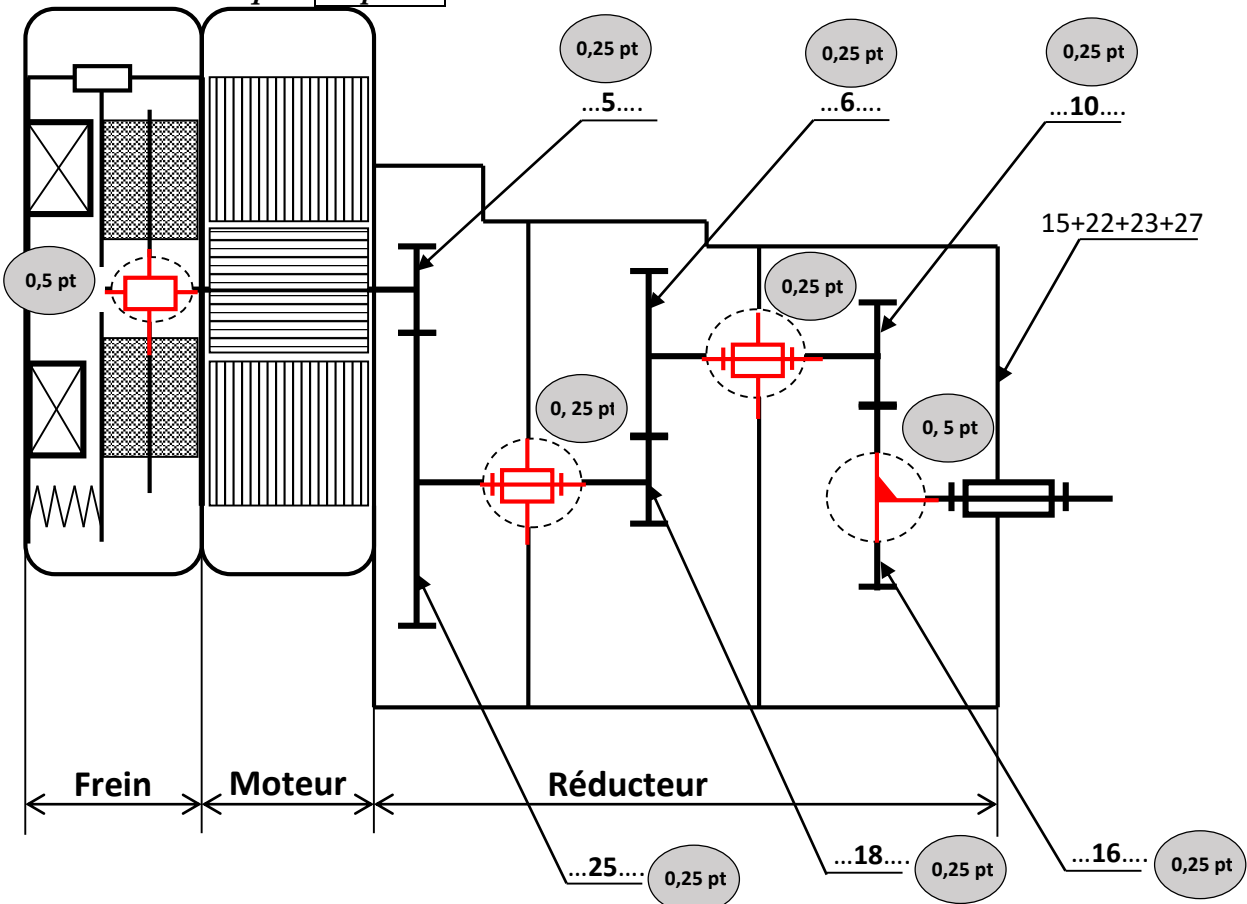 0,25 pt
0,25 pt
0,25 pt
...5....
...6....
...10....
15+22+23+27
0,5 pt
0,25 pt
0, 25 pt
0, 5 pt
Frein
Moteur
Réducteur
...25....
0,25 pt
...18....
0,25 pt
...16....
0,25 pt